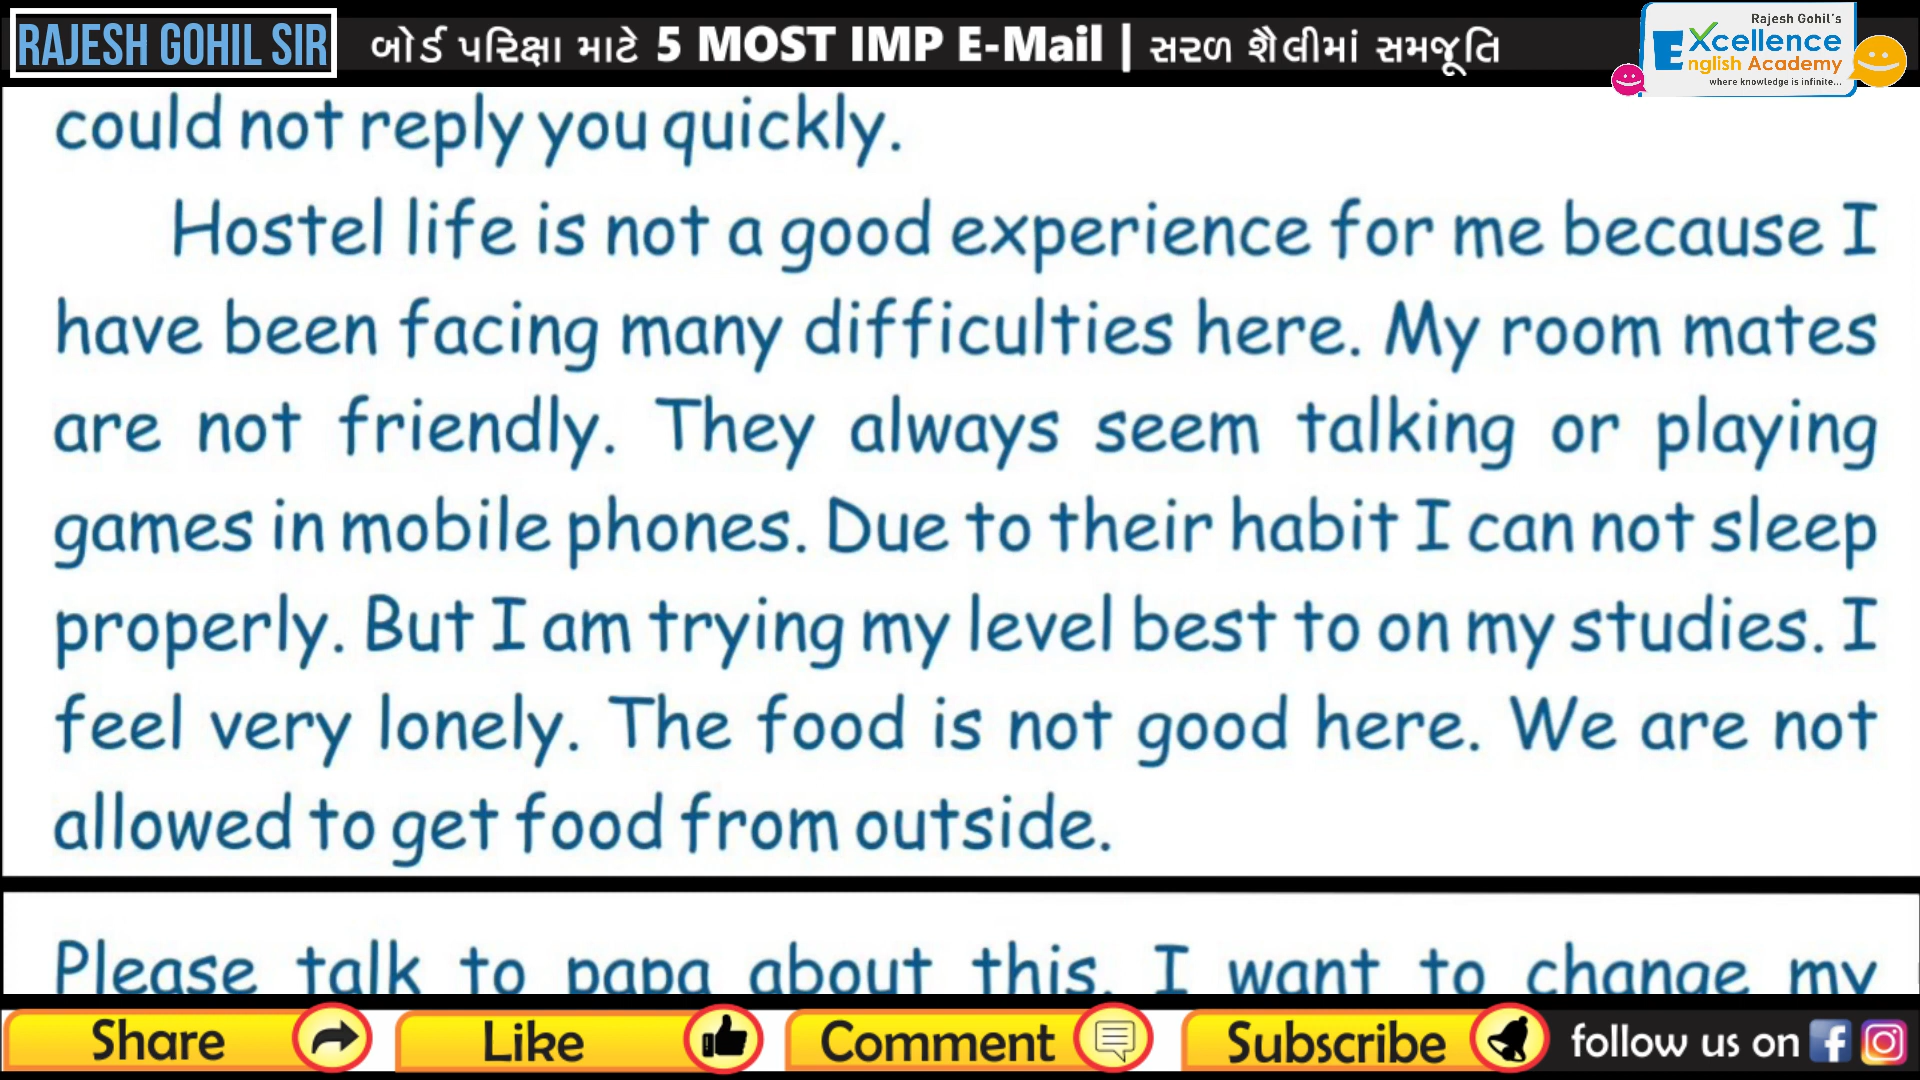 RAJESH GOHIL SIR
બોર્ડ પરિક્ષા માટે 5 MOST IMP E-Mail | સરળ શૈલીમાં સમજૂતિ
Rajesh Gohil's
EXcellence
English Academy
where knowledge is infinite...
could not reply you quickly.
Hostel life is not a good experience for me because I
have been facing many difficulties here. My room mates
are not friendly. They always seem talking or playing
games in mobile phones. Due to their habit I can not sleep
properly. But I am trying my level best to on my studies. I
feel very lonely. The food is not good here. We are not
allowed to get food from outside.
Please talk to papa about this. I want to change my
Share
Like
Comment
Subscribe
follow us on